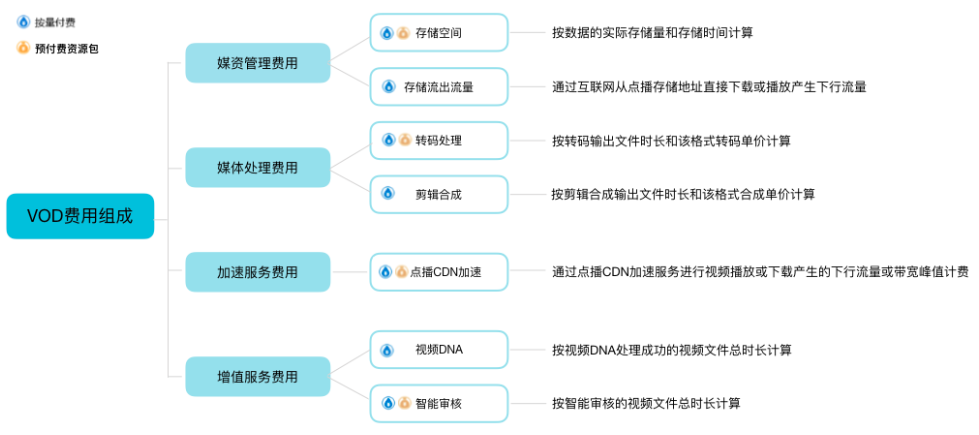 按量付费
预付费资源包
VOD费用组成
媒资管理费用
存储空间
按数据的实际存储量和存储时间计算
存储流出流量
通过互联网从点播存储地址直接下载或播放产生下行流量
媒体处理费用
转码处理
按转码输出文件时长和该格式转码单价计算
剪辑合成
按剪辑合成输出文件时长和该格式合成单价计算
加速服务费用
点播CDN加速
通过点播CDN加速服务进行视频播放或下载产生的下行流量或带宽峰值计费
增值服务费用
视频DNA
按视频DNA处理成功的视频文件总时长计算
智能审核
按智能审核的视频文件总时长计算